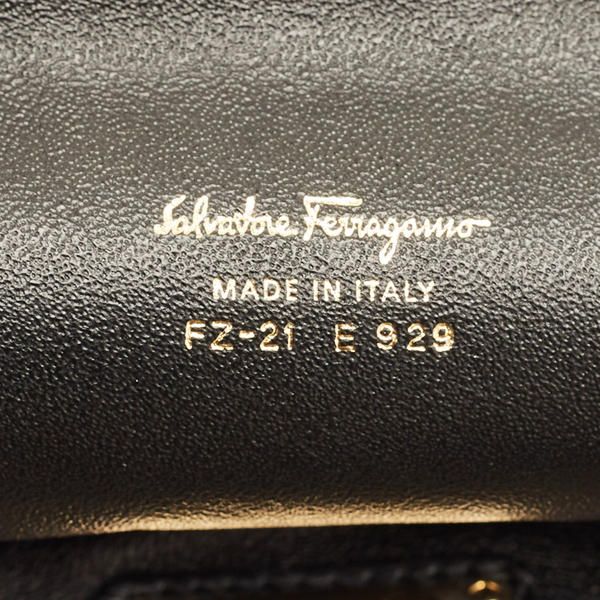 Salvatore Ferragamo
MADE IN ITALY
FZ-21 E 929